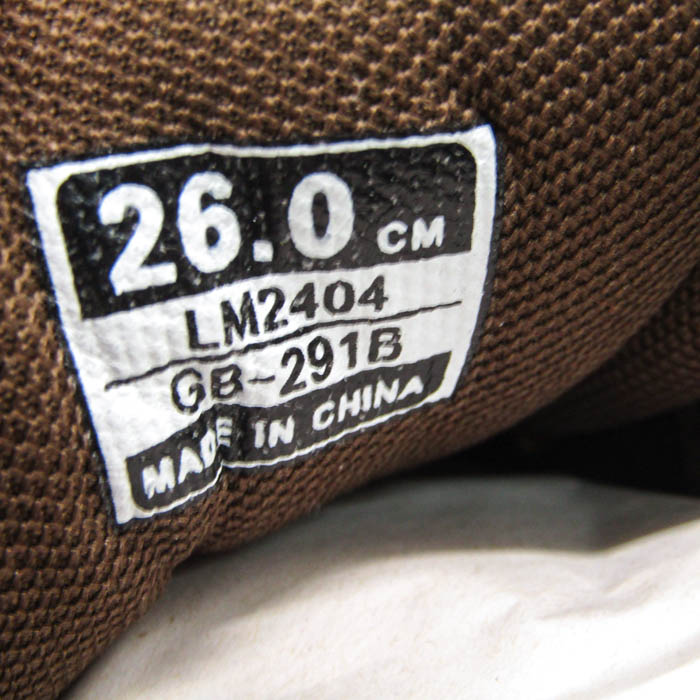 26.0 CM
LM2404
GB-291B
MADE IN CHINA